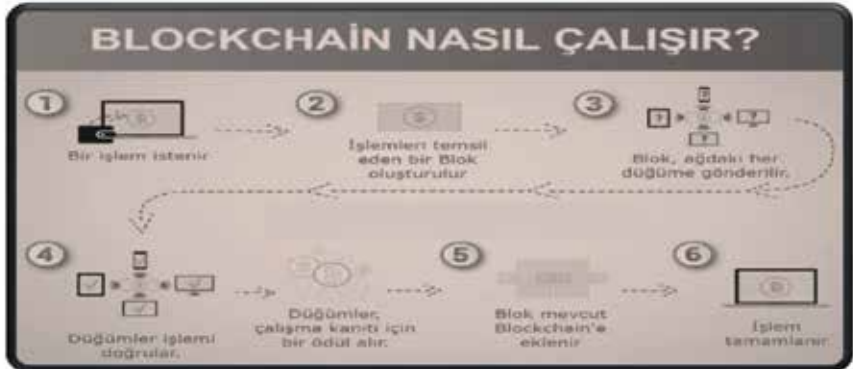 BLOCKCHAİN NASIL ÇALIŞIR?
1
Bir işlem istenir
2
İşlemleri temsil
eden bir Blok
oluşturulur
3
Blok, ağdaki her
düğüme gönderilir.
4
Düğümler işlemi
doğrular.
Düğümler,
çalışma kanıtı için
bir ödül alır.
5
Blok mevcut
Blockchain'e
eklenir
6
İşlem
tamamlanır